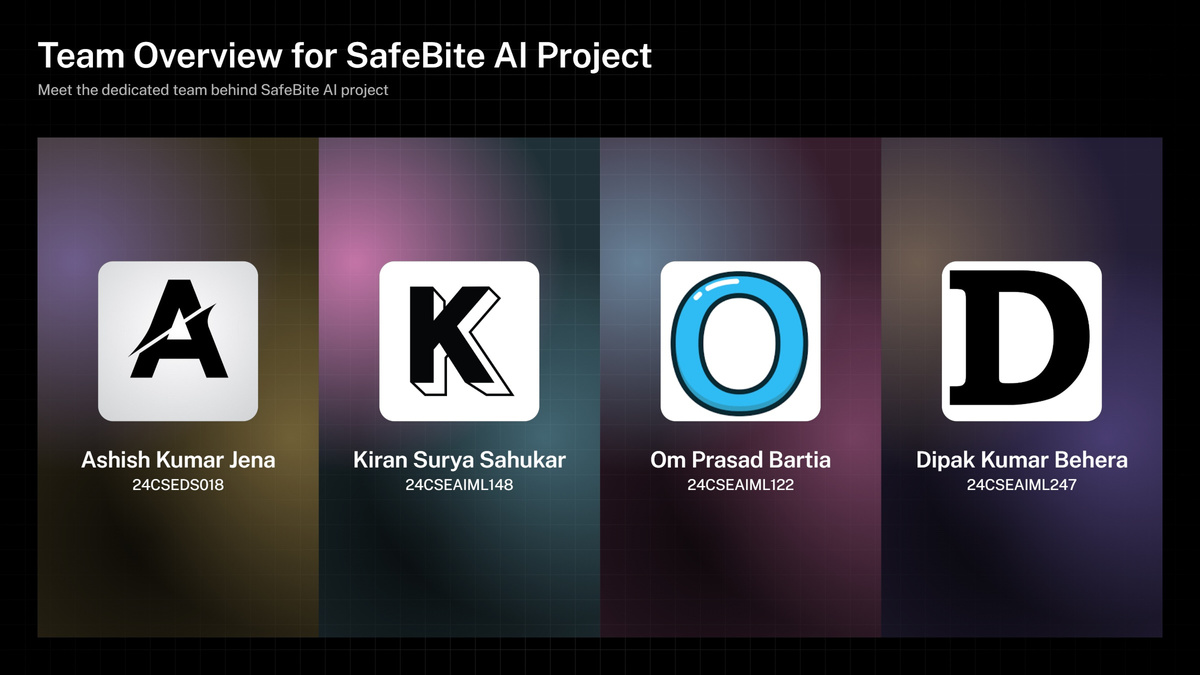 Team Overview for SafeBite AI Project
Meet the dedicated team behind SafeBite AI project
A
K
O
D
Ashish Kumar Jena
24CSEDS018
Kiran Surya Sahukar
24CSEAIML148
Om Prasad Bartia
24CSEAIML122
Dipak Kumar Behera
24CSEAIML247